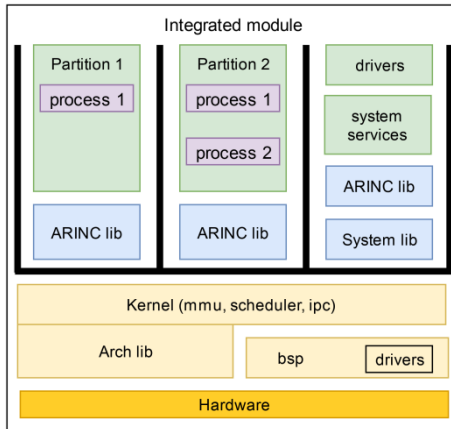 Integrated module
Partition 1
process 1
ARINC lib
Partition 2
process 1
process 2
ARINC lib
drivers
system
services
ARINC lib
System lib
Kernel (mmu, scheduler, ipc)
Arch lib
bsp
drivers
Hardware